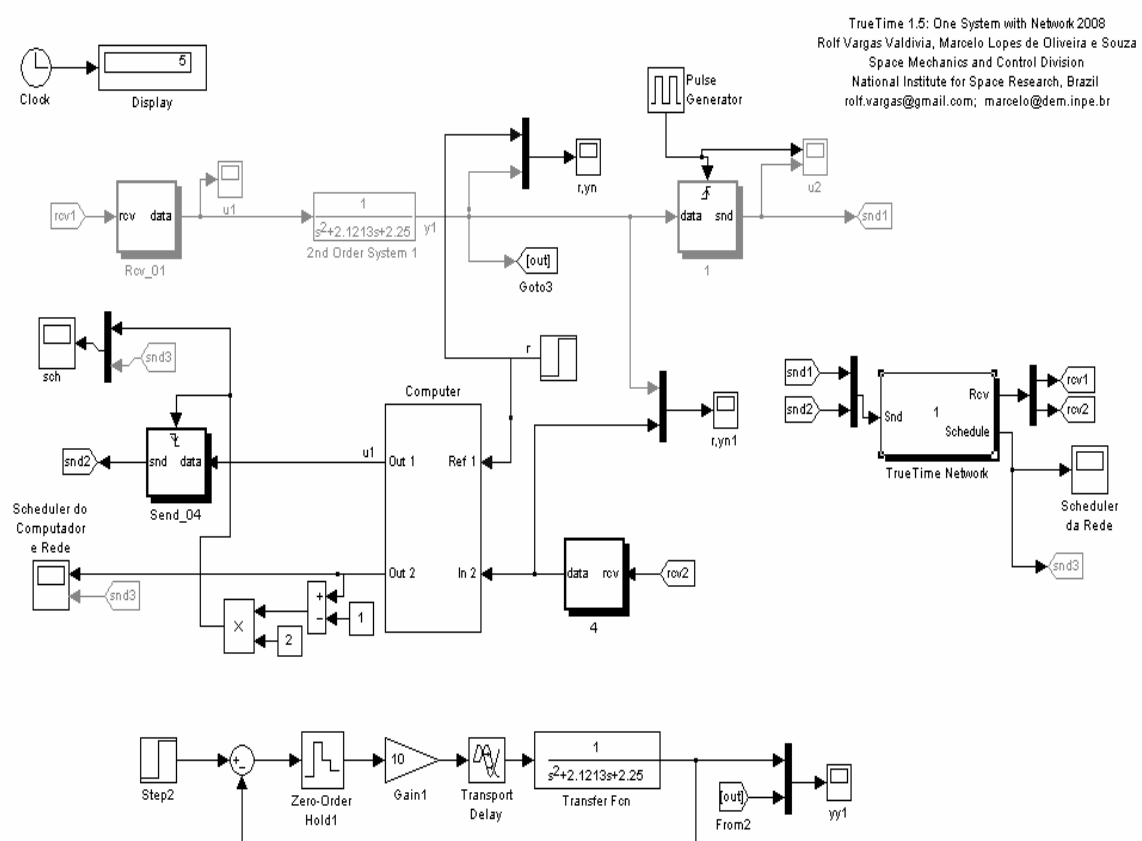 TrueTime 1.5: One System with Network 2008
Rolf Vargas Valdivia, Marcelo Lopes de Oliveira e Souza
Space Mechanics and Control Division
National Institute for Space Research, Brazil
rolf.vargas@gmail.com; marcelo@dem.inpe.br
5
Clock
Display
Pulse
Generator
r,yn
u2
rcv1
rcv data
Rcv_01
u1
1
s²+2.1213s+2.25
2nd Order System 1
y1
[out]
Goto3
data snd
1
snd1
sch
snd3
r
Computer
u1
Out 1
Ref 1
Out 2
In 2
r,yn1
snd2
snd data
Send_04
Scheduler do
Computador
e Rede
snd3
X
+
−
1
2
data rcv
4
rcv2
snd1
snd2
Snd
1
Rcv
Schedule
TrueTime Network
rcv1
rcv2
Scheduler
da Rede
snd3
Step2
+
−
Zero-Order
Hold1
10
Gain1
Transport
Delay
1
s²+2.1213s+2.25
Transfer Fcn
[out]
From2
yy1